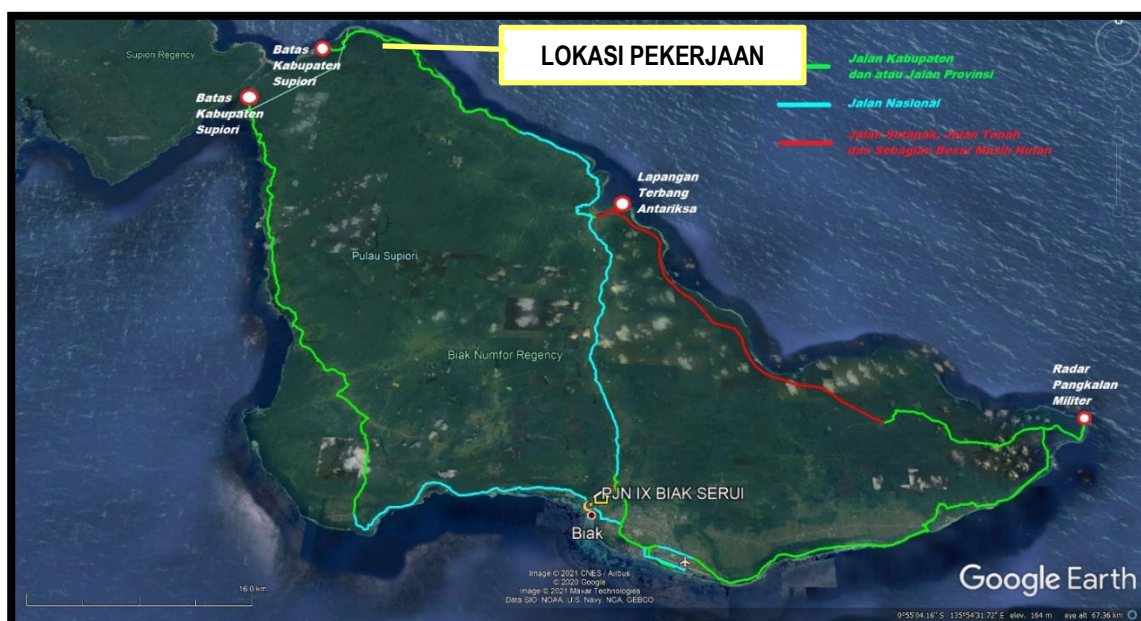 LOKASI PEKERJAAN
Supiori Regency
Batas
Kabupaten
Supiori
Batas
Kabupaten
Supiori
Jalan Kabupaten
dan atau Jalan Provinsi
Jalan Nasional
Jalan Setapak, Jalan Tanah
dan Sebagian Besar Masih Hutan
Lapangan
Terbang
Antariksa
Pulau Supiori
Biak Numfor Regency
Radar
Pangkalan
Militer
PJN IX BIAK SERUI
Biak
Image © 2021 CNES / Airbus
© 2020 Google
Image © 2021 Maxar Technologies
Data SIO, NOAA, U.S. Navy, NGA, GEBCO
16.0 km
Google Earth
0°55'04.16" S 135°54'31.72" E elev. 164 m eye alt 67.36 km